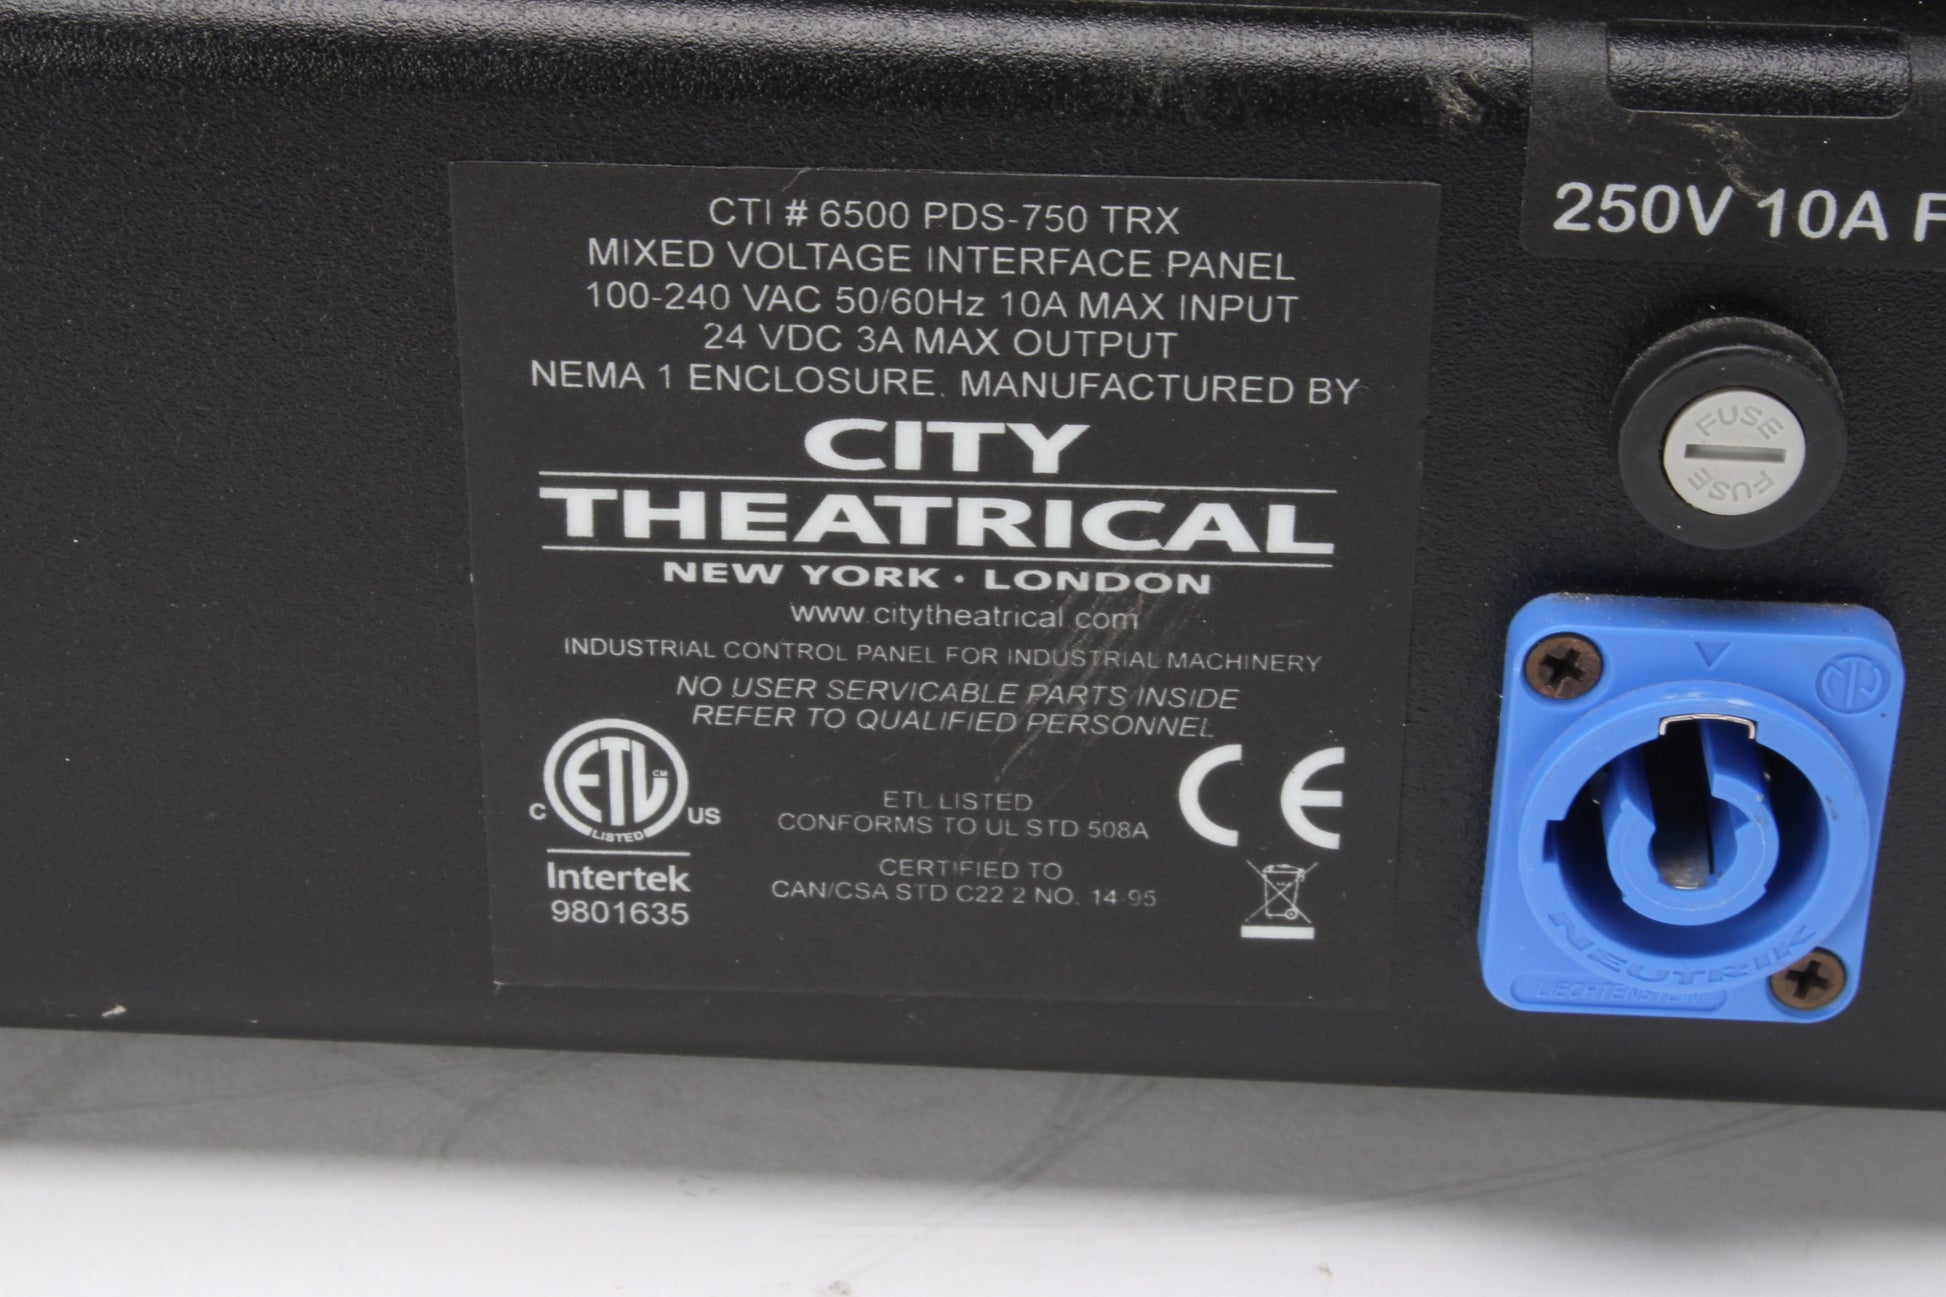 CTI # 6500 PDS-750 TRX
MIXED VOLTAGE INTERFACE PANEL
100-240 VAC 50/60Hz 10A MAX INPUT
24 VDC 3A MAX OUTPUT
NEMA 1 ENCLOSURE. MANUFACTURED BY
CITY
THEATRICAL
NEW YORK • LONDON
www.citytheatrical.com
INDUSTRIAL CONTROL PANEL FOR INDUSTRIAL MACHINERY
NO USER SERVICABLE PARTS INSIDE
REFER TO QUALIFIED PERSONNEL
C ETL CM US
LISTED
Intertek
9801635
ETL LISTED
CONFORMS TO UL STD 508A
CERTIFIED TO
CAN/CSA STD C22.2 NO. 14-95
CE
250V 10A F
FUSE
FUSE
NEUTRIK
LIECHTENSTEIN